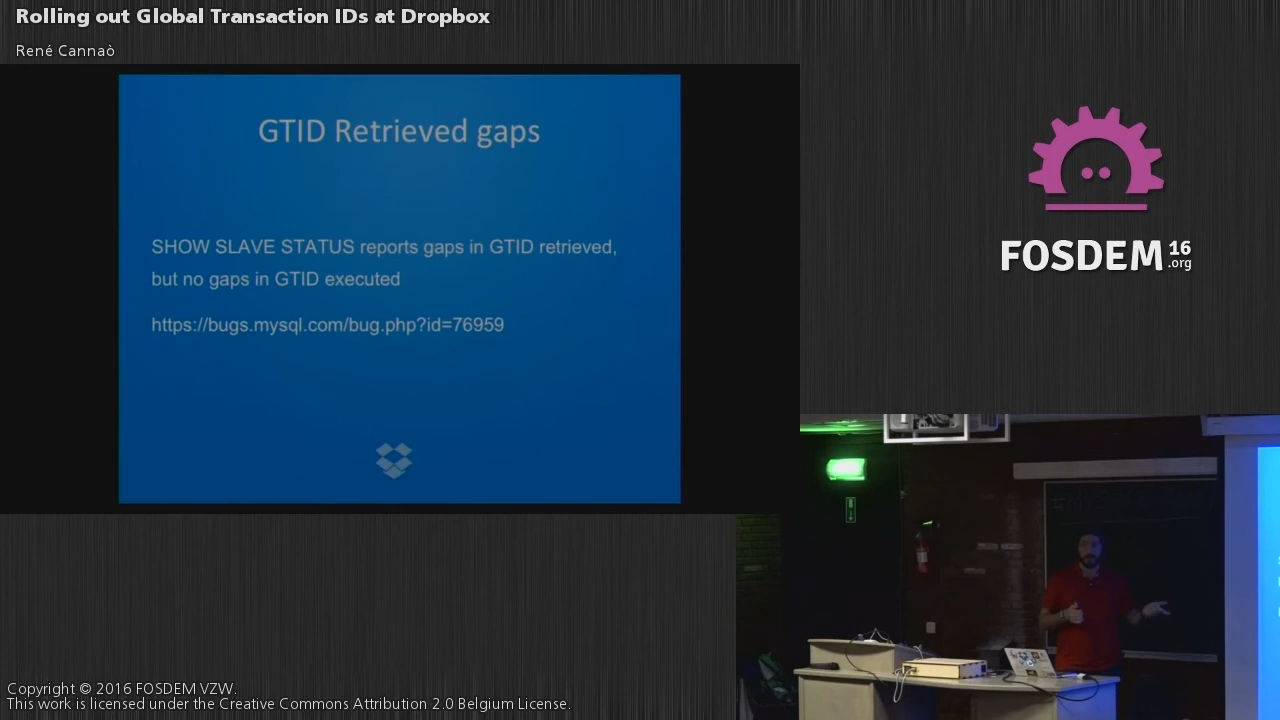 Rolling out Global Transaction IDs at Dropbox
René Cannaò
GTID Retrieved gaps
SHOW SLAVE STATUS reports gaps in GTID retrieved,
but no gaps in GTID executed
https://bugs.mysql.com/bug.php?id=76959
FOSDEM 16
.org
Copyright © 2016 FOSDEM VZW.
This work is licensed under the Creative Commons Attribution 2.0 Belgium License.